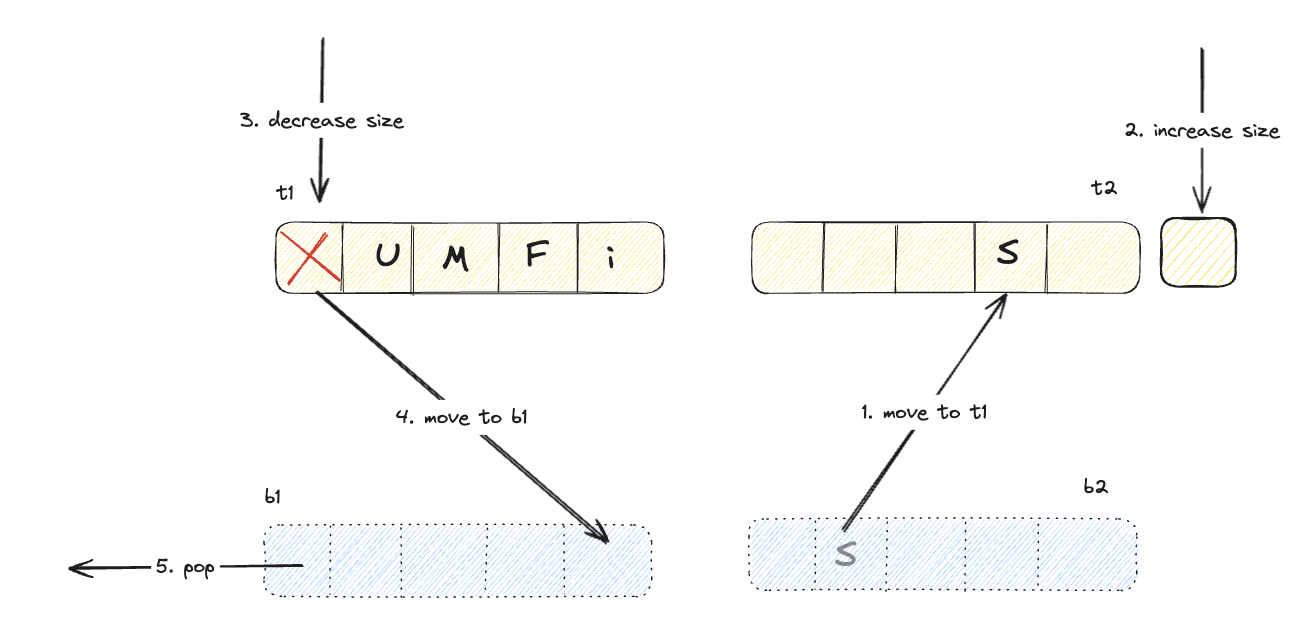 3. decrease size
2. increase size
t1
t2
U M F i
S
4. move to b1
1. move to t1
b1
b2
S
5. pop